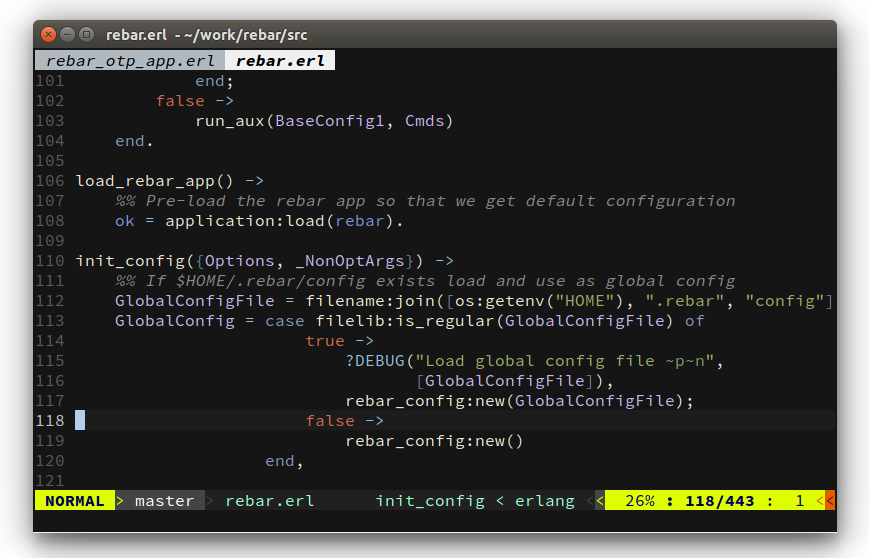 rebar.erl - ~/work/rebar/src
rebar_otp_app.erl rebar.erl
101             end;
102         false ->
103             run_aux(BaseConfig1, Cmds)
104     end.
105
106 load_rebar_app() ->
107     %% Pre-load the rebar app so that we get default configuration
108     ok = application:load(rebar).
109
110 init_config({Options, _NonOptArgs}) ->
111     %% If $HOME/.rebar/config exists load and use as global config
112     GlobalConfigFile = filename:join([os:getenv("HOME"), ".rebar", "config"]
113     GlobalConfig = case filelib:is_regular(GlobalConfigFile) of
114                        true ->
115                            ?DEBUG("Load global config file ~p~n",
116                                   [GlobalConfigFile]),
117                            rebar_config:new(GlobalConfigFile);
118                        false ->
119                            rebar_config:new()
120                    end,
121
NORMAL > master > rebar.erl      init_config < erlang << 26% : 118/443 :  1 <<